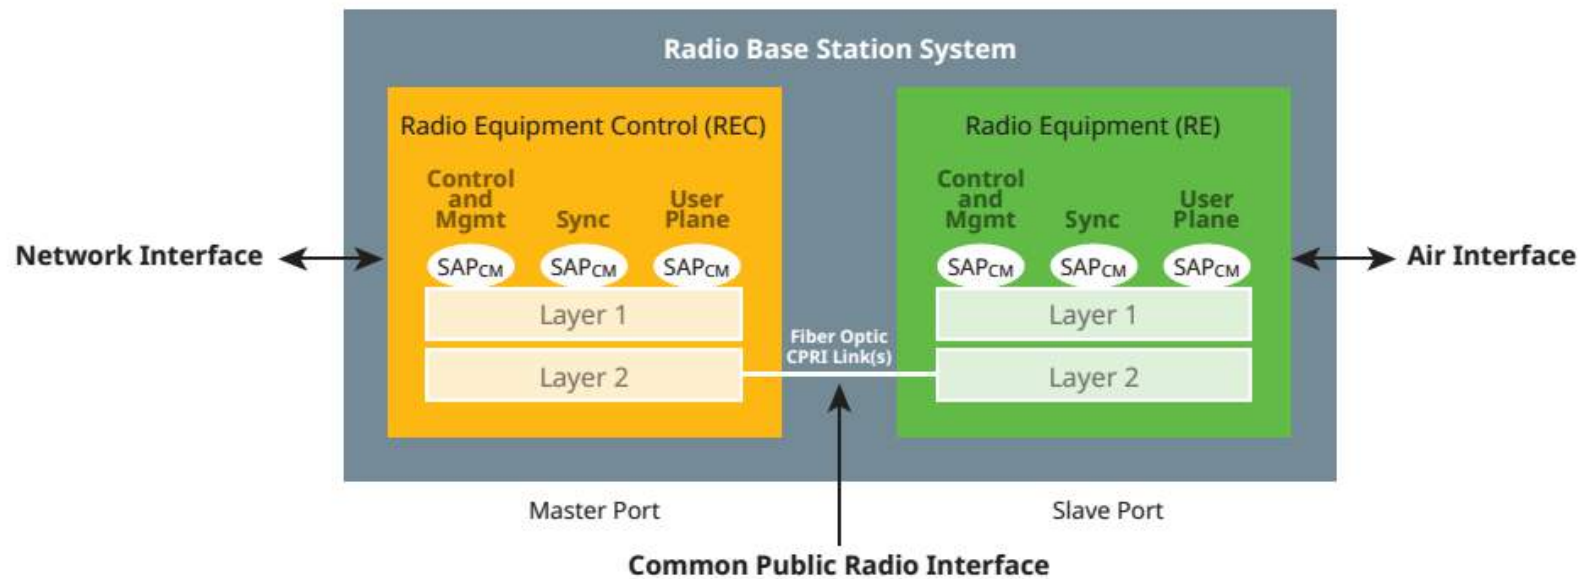 Radio Base Station System
Radio Equipment Control (REC)
Control
and
Mgmt
Sync
User
Plane
SAPCM
SAPCM
SAPCM
Layer 1
Layer 2
Radio Equipment (RE)
Control
and
Mgmt
Sync
User
Plane
SAPCM
SAPCM
SAPCM
Layer 1
Layer 2
Network Interface
Air Interface
Fiber Optic
CPRI Link(s)
Master Port
Slave Port
Common Public Radio Interface